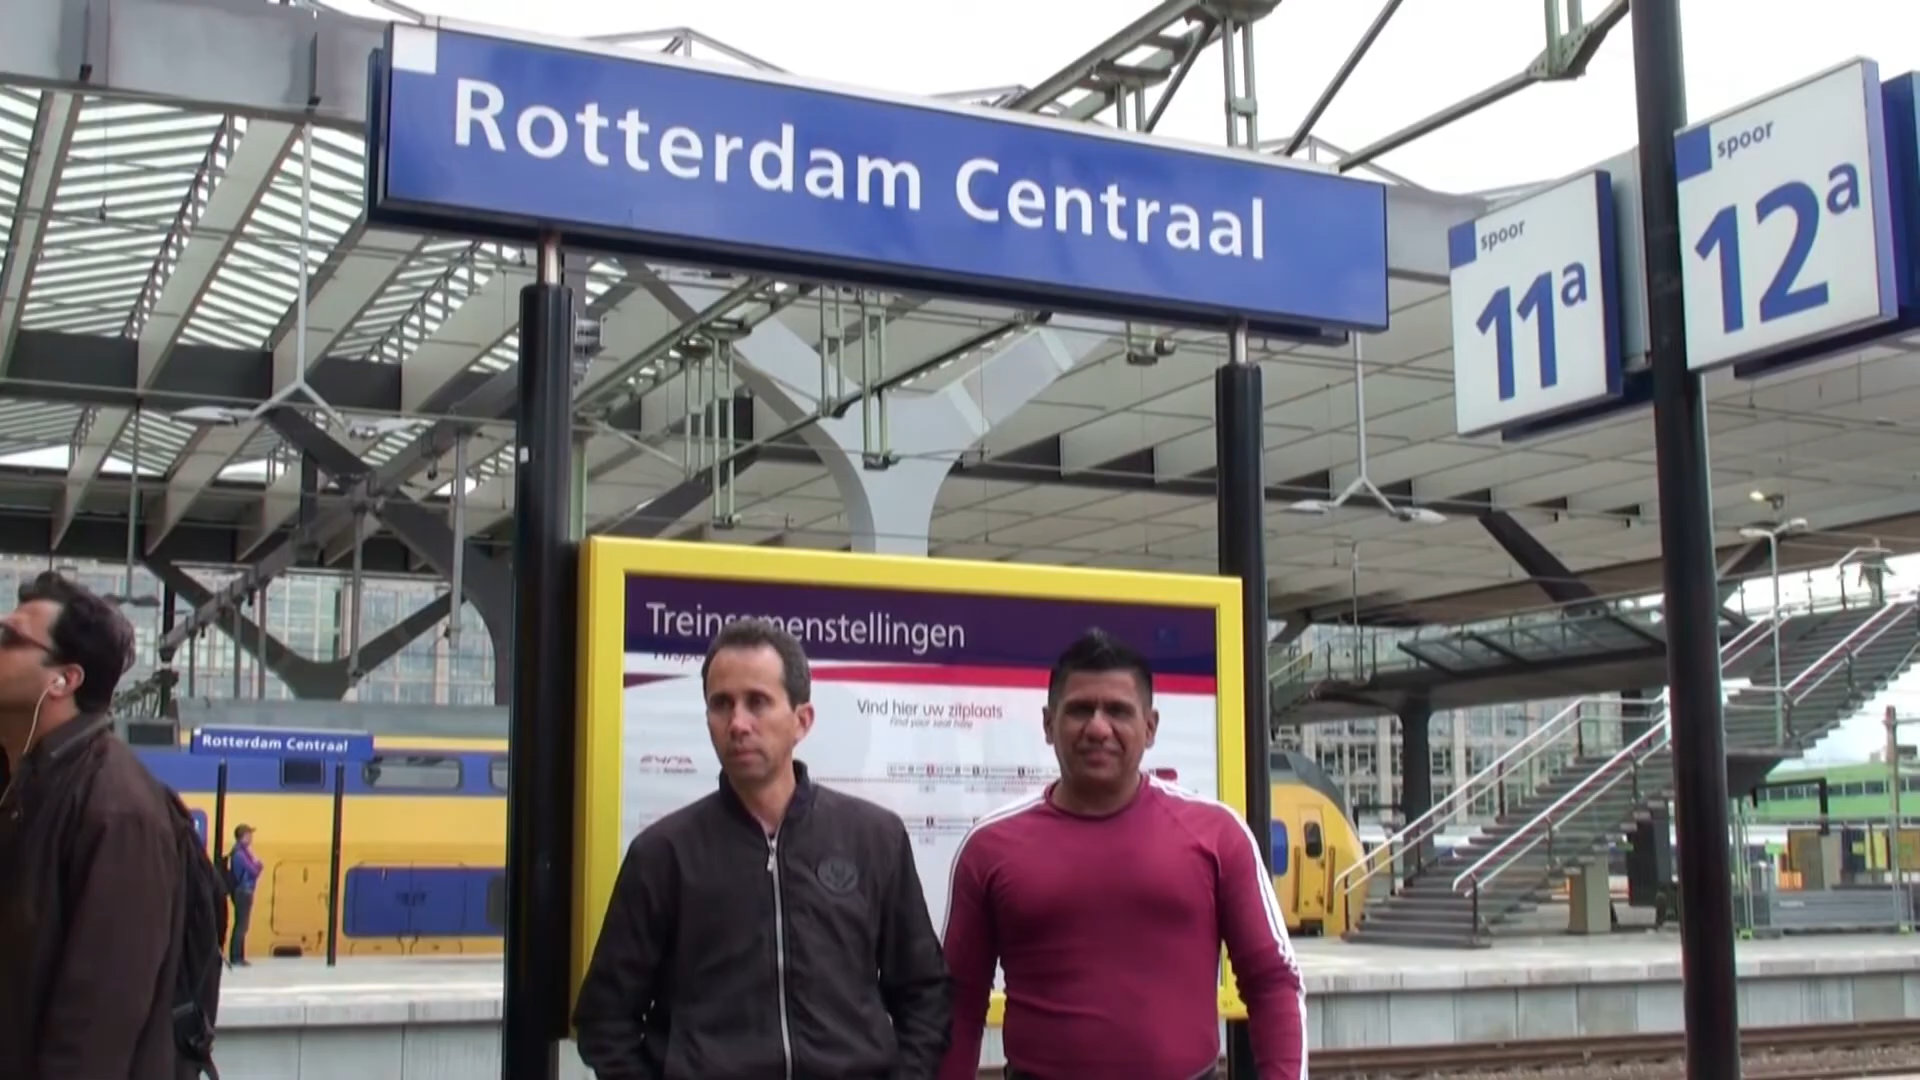 Rotterdam Centraal
spoor
11a
spoor
12a
Treinsamenstellingen
Vind hier uw zitplaats
Find your seat here
Rotterdam Centraal